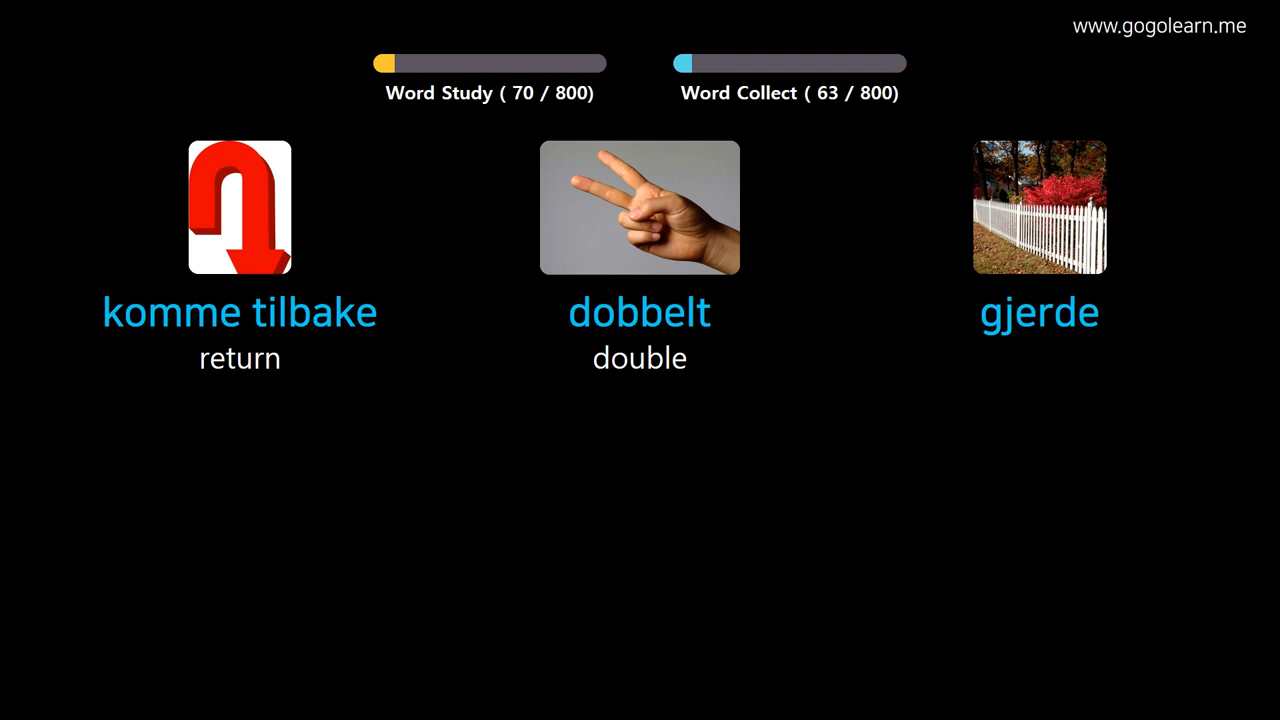 www.gogolearn.me
Word Study ( 70 / 800)
Word Collect ( 63 / 800)
komme tilbake
return
dobbelt
double
gjerde